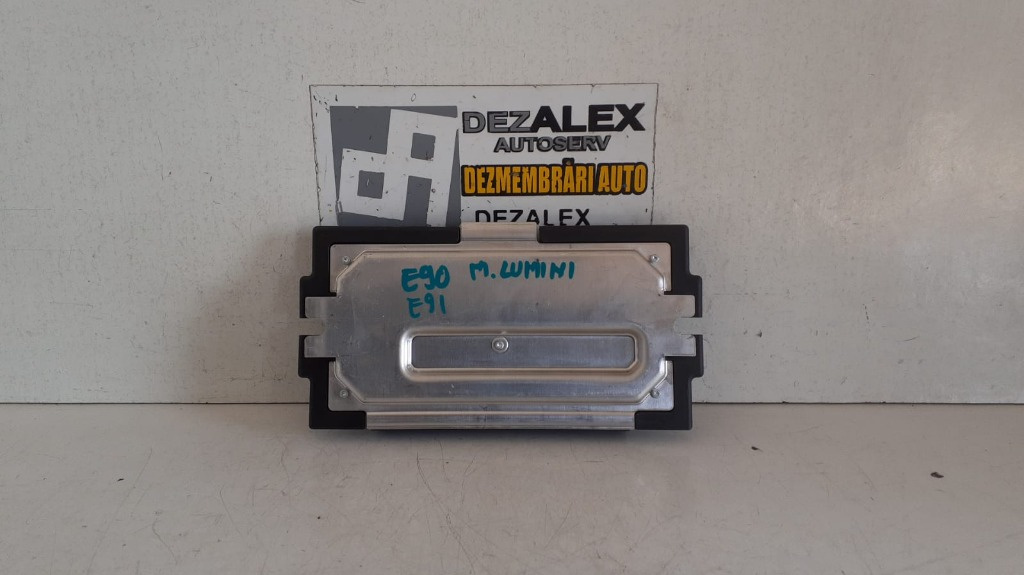 DEZALEX
AUTOSERV
DEZMEMBRĂRI AUTO
DEZALEX
E90 M.LUMINI
E91